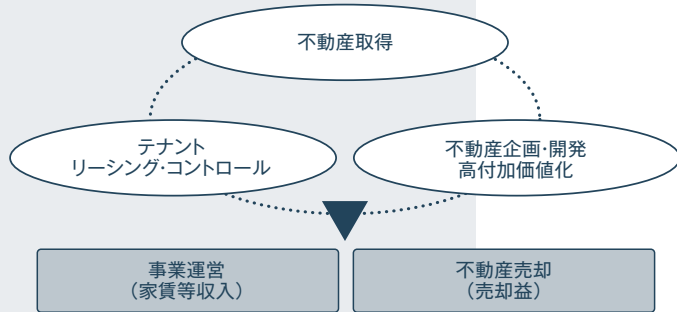 不動産取得
テナント
リーシング・コントロール
不動産企画・開発
高付加価値化
事業運営
（家賃等収入）
不動産売却
（売却益）